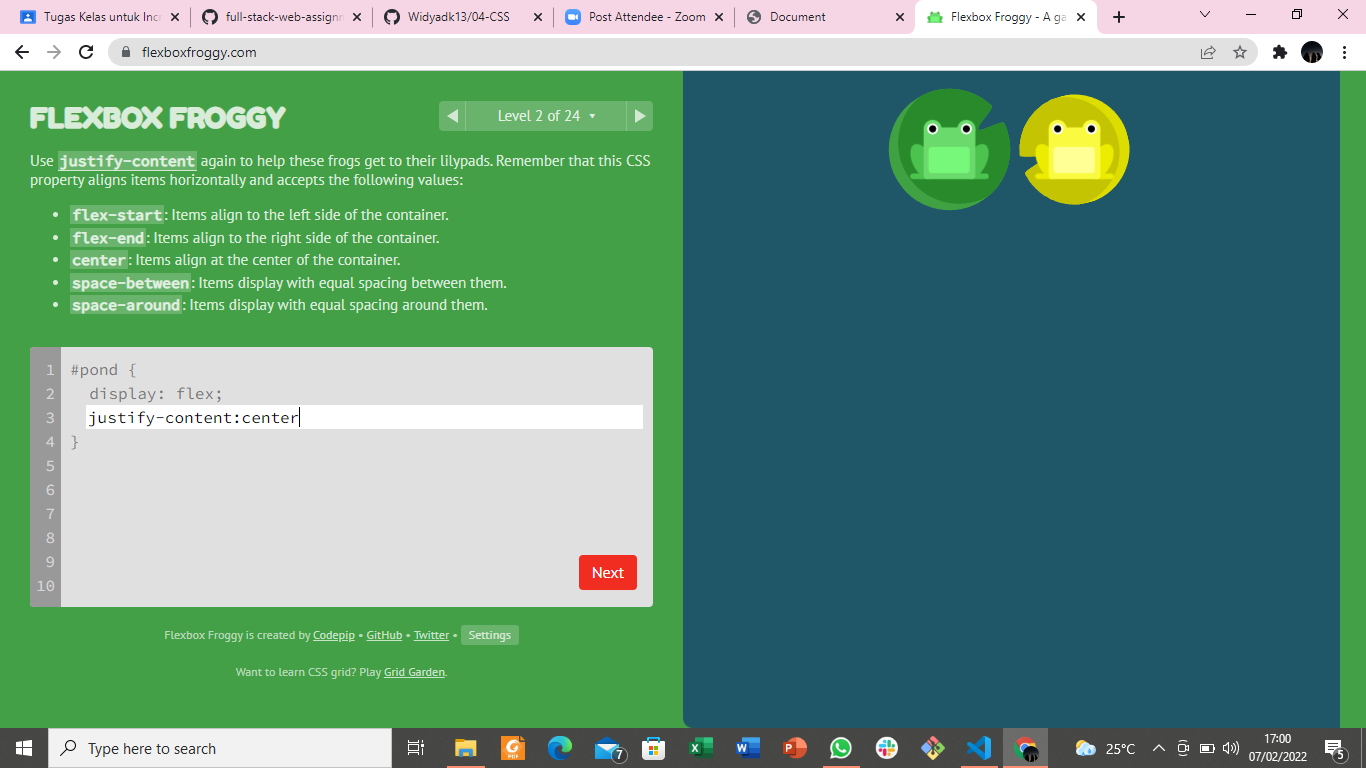 Tugas Kelas untuk Incr
full-stack-web-assignm
Widyadk13/04-CSS
Post Attendee - Zoom
Document
Flexbox Froggy - A ga
flexboxfroggy.com
FLEXBOX FROGGY
Level 2 of 24
Use justify-content again to help these frogs get to their lilypads. Remember that this CSS
property aligns items horizontally and accepts the following values:
• flex-start: Items align to the left side of the container.
• flex-end: Items align to the right side of the container.
• center: Items align at the center of the container.
• space-between: Items display with equal spacing between them.
• space-around: Items display with equal spacing around them.
1 #pond {
2 display: flex;
3 justify-content:center
4 }
5
6
7
8
9
10
Next
Flexbox Froggy is created by Codepip • GitHub • Twitter • Settings
Want to learn CSS grid? Play Grid Garden.
Type here to search
7
25°C
17:00
07/02/2022
5